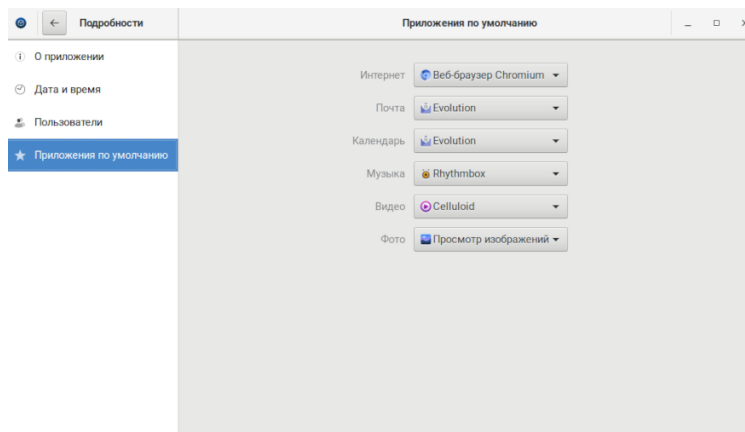 Подробности
Приложения по умолчанию
О приложении
Дата и время
Пользователи
Приложения по умолчанию
Интернет Веб-браузер Chromium
Почта Evolution
Календарь Evolution
Музыка Rhythmbox
Видео Celluloid
Фото Просмотр изображений